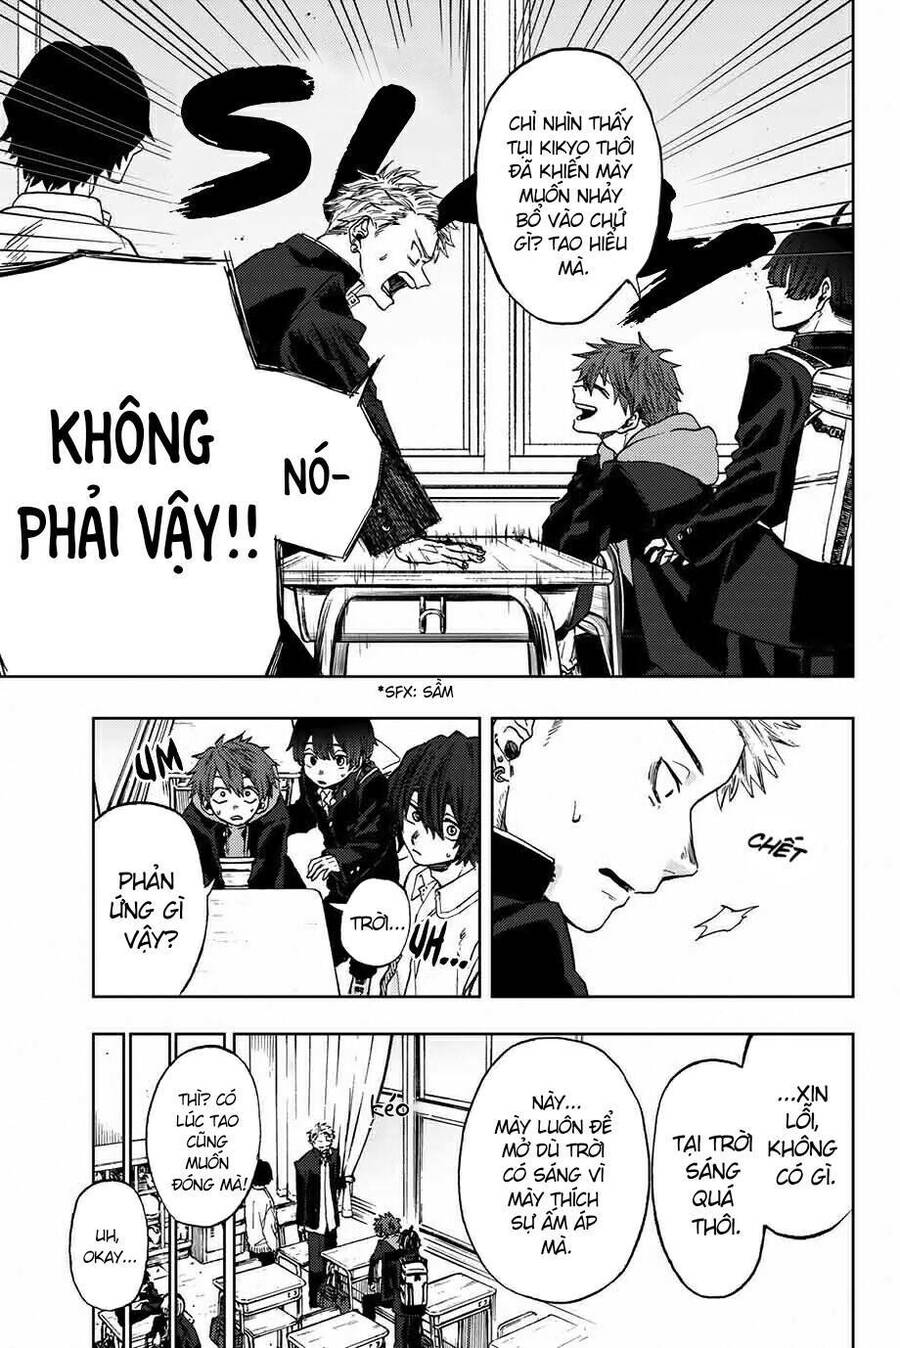 CHỈ NHÌN THẤY
TỤI KIKYO THÔI
ĐÃ KHIẾN MÀY
MUỐN NHẢY
BỔ VÀO CHỨ
GÌ? TAO HIỂU
MÀ.
NÓ-
KHÔNG
PHẢI VẬY!!
*SFX: SẦM
CHẾT
UM
PHẢN
ỨNG GÌ
VẬY?
TRỜI...
UH...
...XIN
LỖI,
KHÔNG
CÓ GÌ.
TẠI TRỜI
SÁNG
QUÁ
THÔI.
NÀY...
MÀY LUÔN ĐỂ
MỞ DÙ TRỜI
CÓ SÁNG VÌ
MÀY THÍCH
SỰ ẤM ÁP
MÀ.
KÉO
THÌ? CÓ
LÚC TAO
CŨNG
MUỐN
ĐÓNG MÀ!
UH,
OKAY...